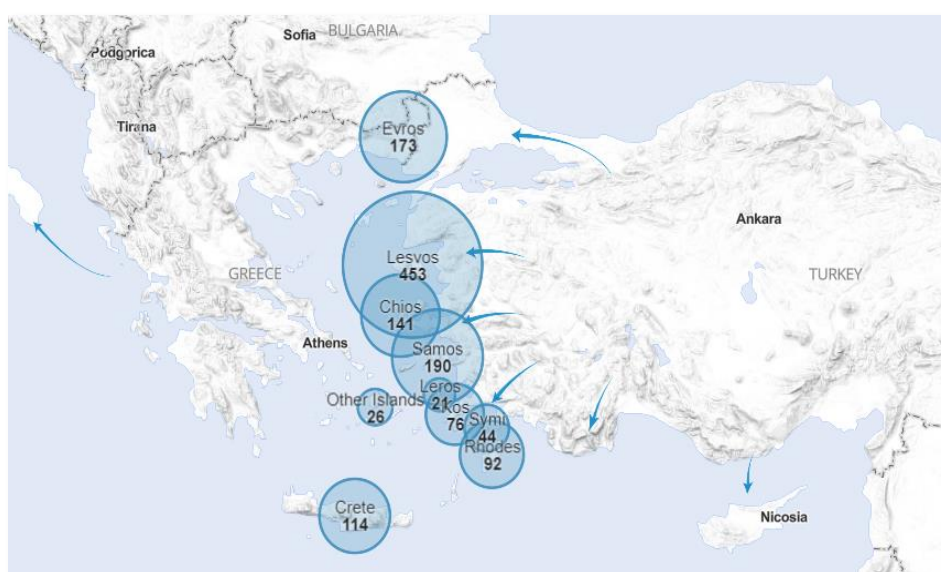 Sofia
BULGARIA
Podgorica
Tirana
Evros
173
Ankara
Lesvos
453
GREECE
TURKEY
Chios
141
Athens
Samos
190
Leros
21
Other Islands
26
Kos
76
Symi
44
Rhodes
92
Crete
114
Nicosia